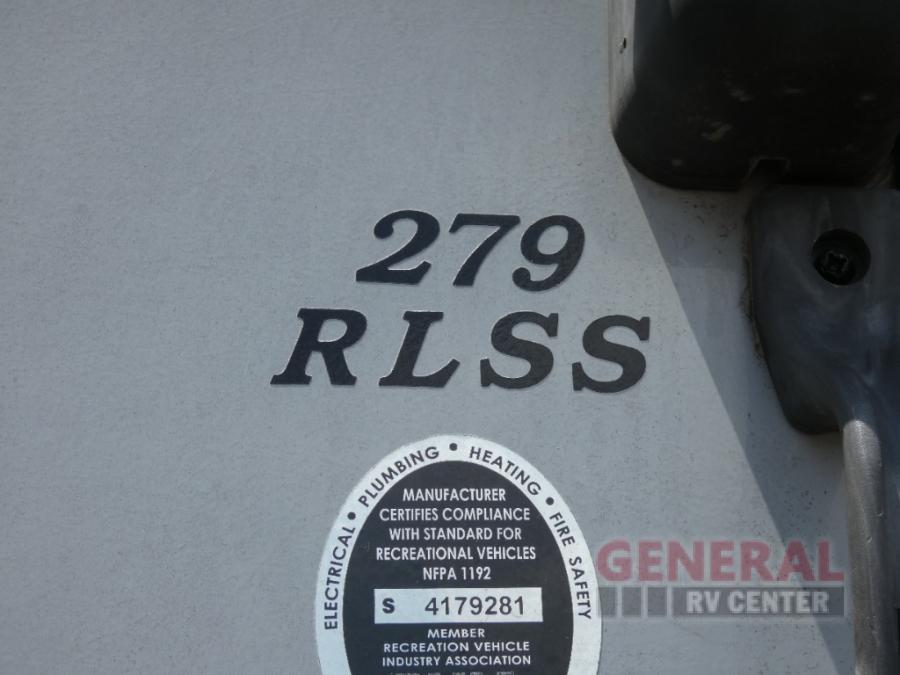 279
RLSS
ELECTRICAL • PLUMBING • HEATING • FIRE SAFETY
MANUFACTURER
CERTIFIES COMPLIANCE
WITH STANDARD FOR
RECREATIONAL VEHICLES
NFPA 1192
S 4179281
MEMBER
RECREATION VEHICLE
INDUSTRY ASSOCIATION
GENERAL
RV CENTER